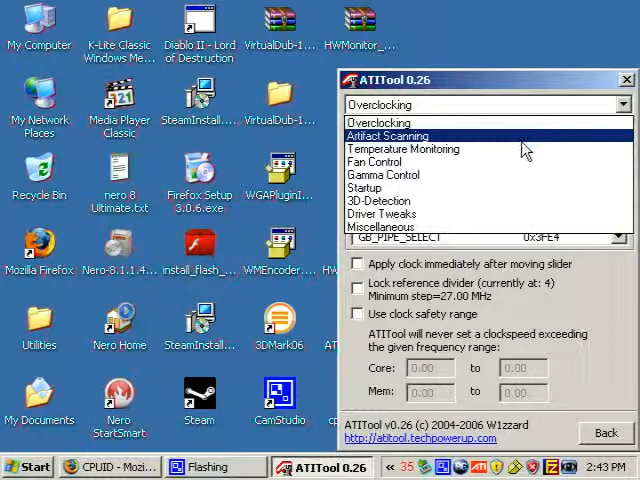 My Computer
K-Lite Classic
Windows Me...
Diablo II - Lord
of Destruction
VirtualDub-1...
HWMonitor_...
My Network
Places
Media Player
Classic
SteamInstall....
VirtualDub-1...
Recycle Bin
nero 8
Ultimate.txt
Firefox Setup
3.0.6.exe
WGAPluginI...
Mozilla Firefox
Nero-8.1.1.4...
install_flash_...
WMEncoder...
HW
Utilities
Nero Home
SteamInstall...
3DMark06
AT
My Documents
Nero
StartSmart
Steam
CamStudio
cp
ATITool 0.26
Overclocking
Overclocking
Artifact Scanning
Temperature Monitoring
Fan Control
Gamma Control
Startup
3D-Detection
Driver Tweaks
Miscellaneous
GB_PIPE_SELECT 0x3FE4
Apply clock immediately after moving slider
Lock reference divider (currently at: 4)
Minimum step=27.00 MHz
Use clock safety range
ATITool will never set a clockspeed exceeding
the given frequency range:
Core: 0.00 to 0.00
Mem: 0.00 to 0.00
ATITool v0.26 (c) 2004-2006 W1zzard
http://atitool.techpowerup.com
Back
Start
CPUID - Mozi...
Flashing
ATITool 0.26
« 35
ATI
Z
2:43 PM